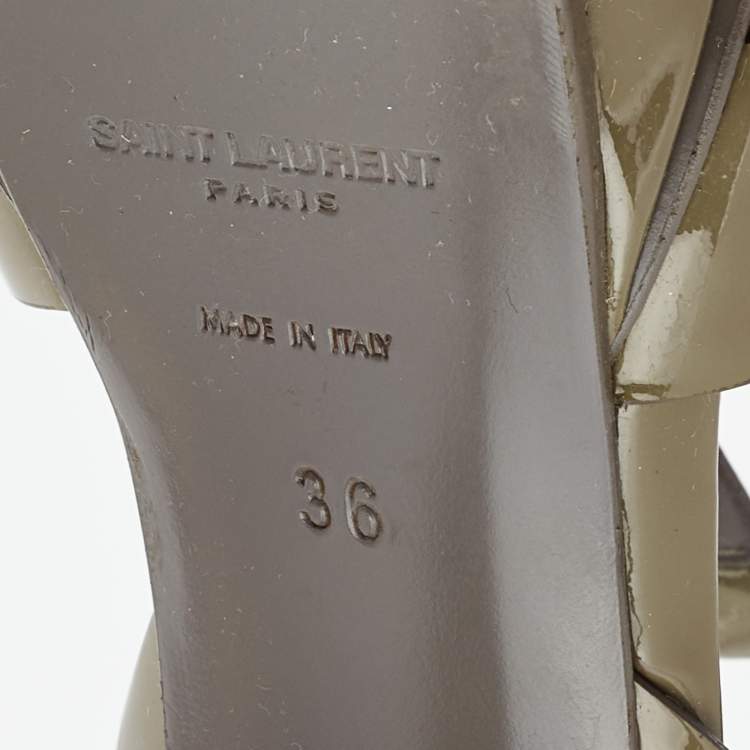 SAINT LAURENT
PARIS
MADE IN ITALY
36